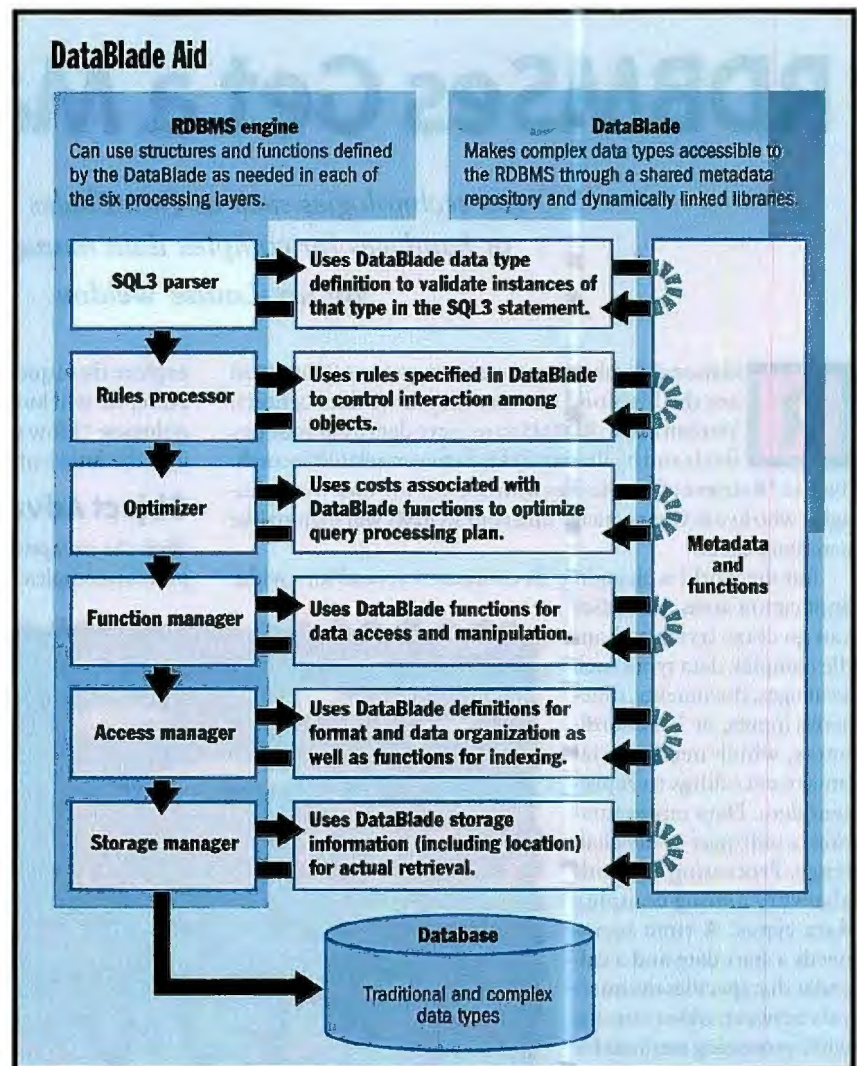 DataBlade Aid
RDBMS engine
Can use structures and functions defined
by the DataBlade as needed in each of
the six processing layers.
DataBlade
Makes complex data types accessible to
the RDBMS through a shared metadata
repository and dynamically linked libraries.
SQL3 parser
Uses DataBlade data type
definition to validate instances of
that type in the SQL3 statement.
Rules processor
Uses rules specified in DataBlade
to control interaction among
objects.
Optimizer
Uses costs associated with
DataBlade functions to optimize
query processing plan.
Metadata
and
functions
Function manager
Uses DataBlade functions for
data access and manipulation.
Access manager
Uses DataBlade definitions for
format and data organization as
well as functions for indexing.
Storage manager
Uses DataBlade storage
information (including location)
for actual retrieval.
Database
Traditional and complex
data types